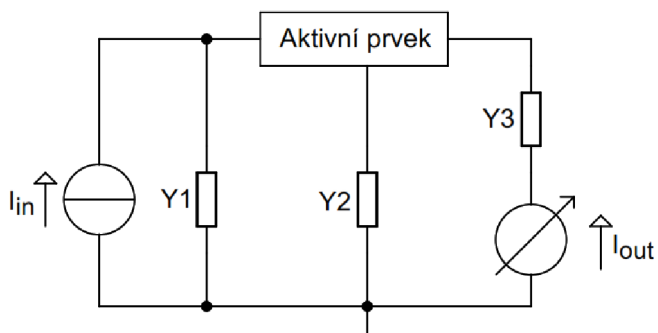 Aktivní prvek
Y3
Y1
Y2
Iin
Iout